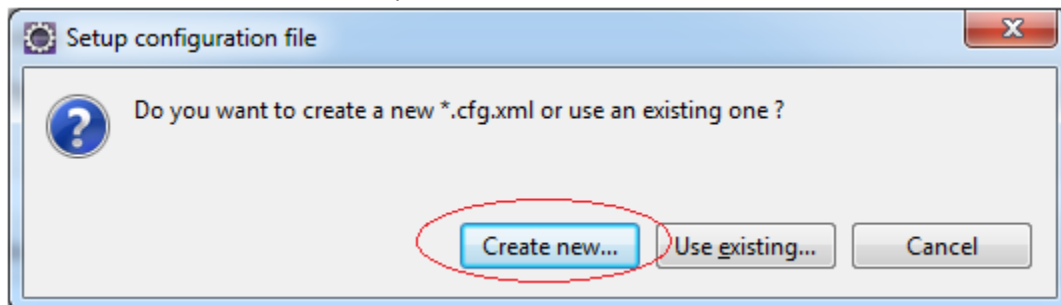 Setup configuration file
Do you want to create a new *.cfg.xml or use an existing one ?
Create new...
Use existing...
Cancel